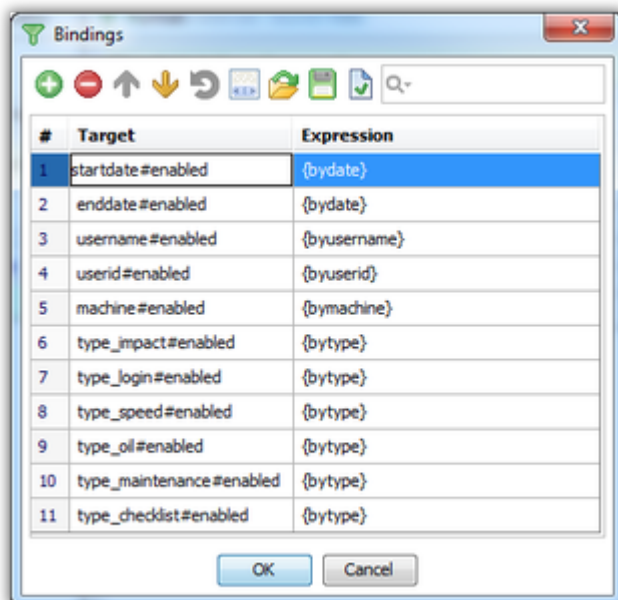 Bindings
# Target Expression
1 startdate#enabled {bydate}
2 enddate#enabled {bydate}
3 username#enabled {byusername}
4 userid#enabled {byuserid}
5 machine#enabled {bymachine}
6 type_impact#enabled {bytype}
7 type_login#enabled {bytype}
8 type_speed#enabled {bytype}
9 type_oil#enabled {bytype}
10 type_maintenance#enabled {bytype}
11 type_checklist#enabled {bytype}
OK Cancel